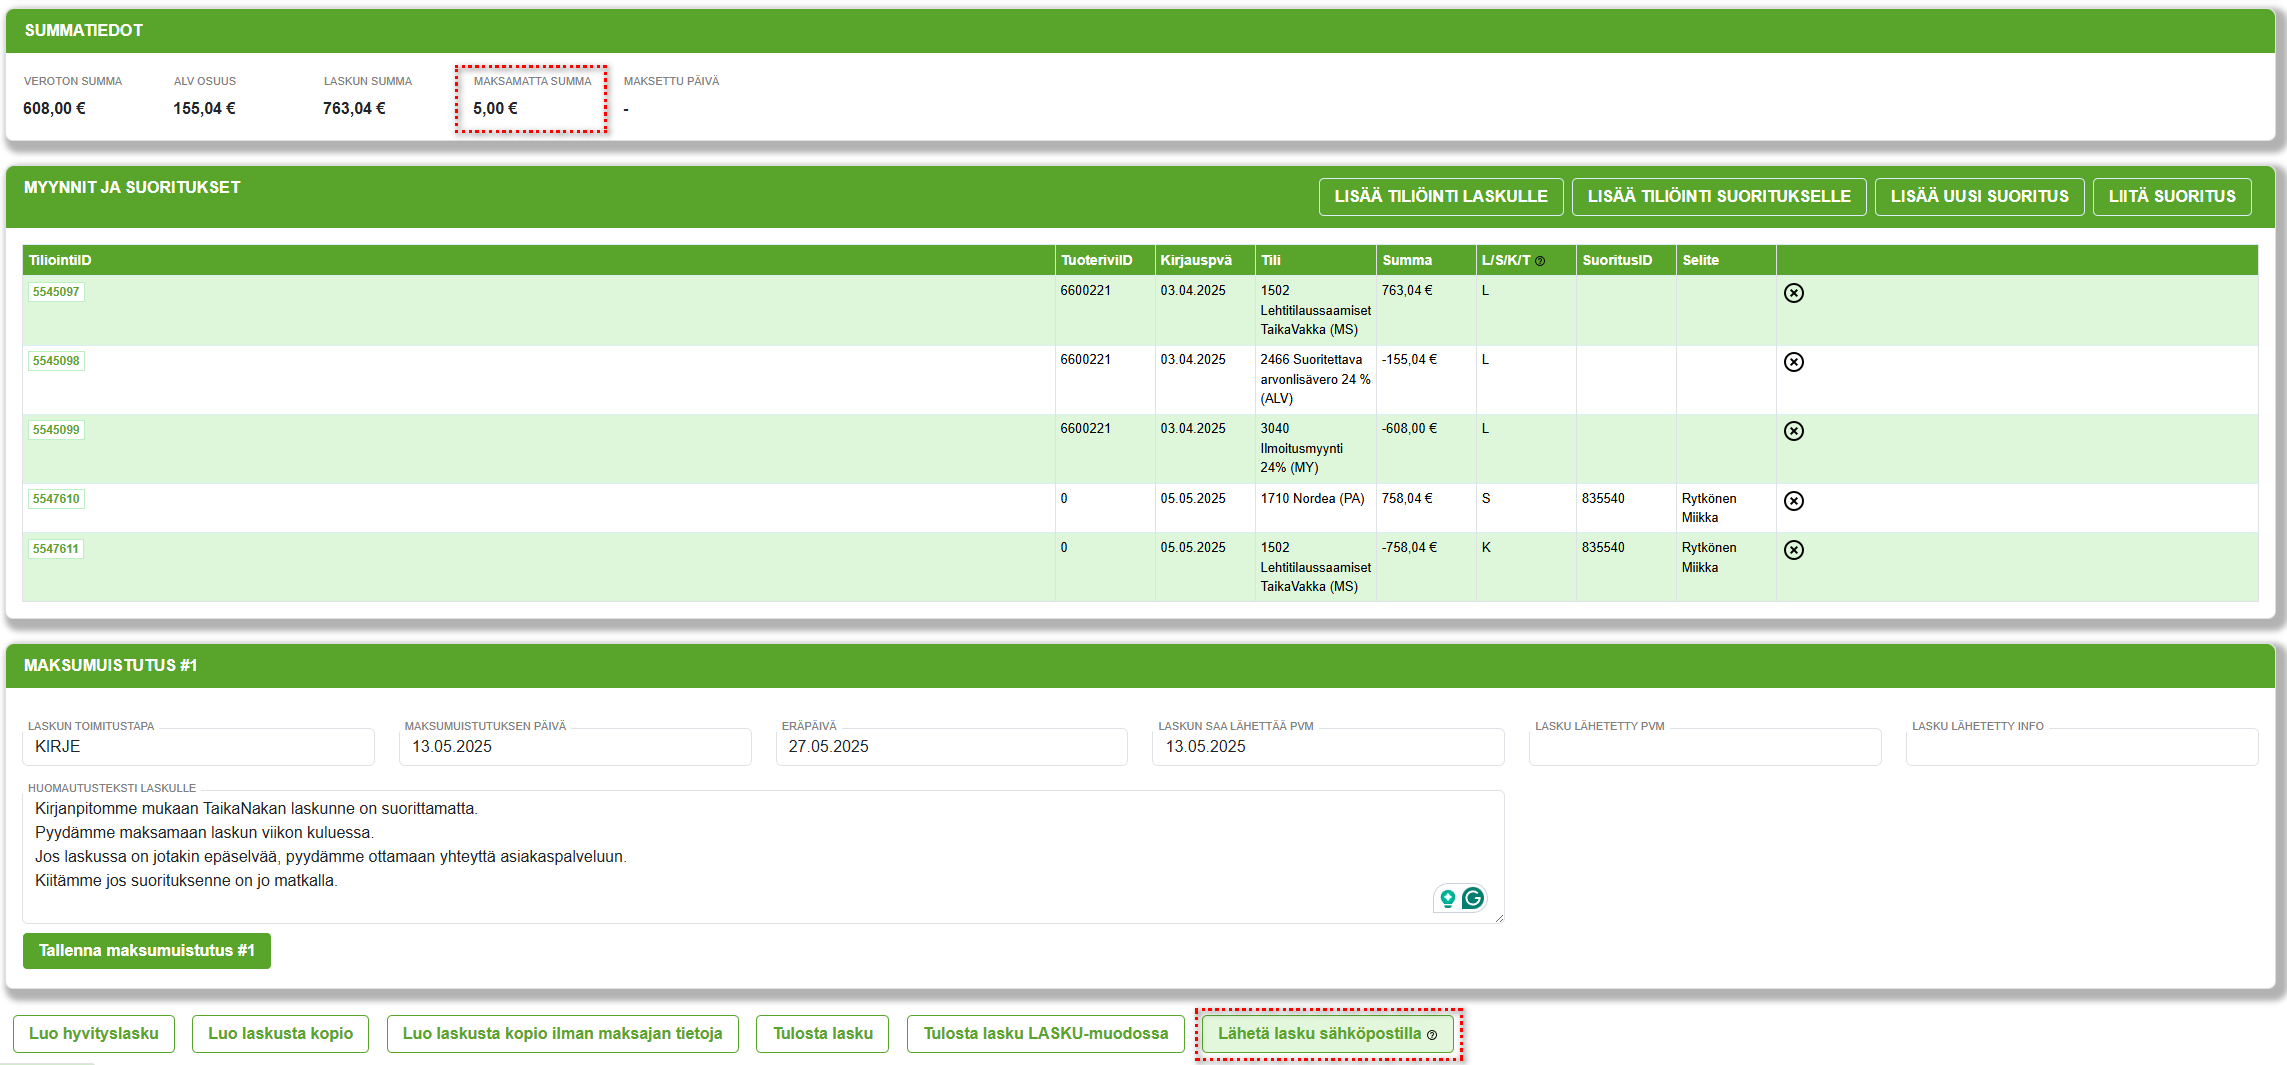 SUMMATIEDOT
VEROTON SUMMA ALV OSUUS LASKUN SUMMA MAKSAMATTA SUMMA MAKSETTU PÄIVÄ
608,00 € 155,04 € 763,04 € 5,00 € -
MYYNNIT JA SUORITUKSET
LISÄÄ TILIÖINTI LASKULLE LISÄÄ TILIÖINTI SUORITUKSELLE LISÄÄ UUSI SUORITUS LIITÄ SUORITUS
TiliointiID TuoteriviID Kirjauspvä Tili Summa L/S/K/T SuoritusID Selite
5545097 6600221 03.04.2025 1502 763,04 € L
Lehtitilaussaamiset
TaikaVakka (MS)
5545098 6600221 03.04.2025 2466 Suoritettava -155,04 € L
arvonlisävero 24 %
(ALV)
5545099 6600221 03.04.2025 3040 -608,00 € L
Ilmoitusmyynti
24% (MY)
5547610 0 05.05.2025 1710 Nordea (PA) 758,04 € S 835540 Rytkönen
Miikka
5547611 0 05.05.2025 1502 -758,04 € K 835540 Rytkönen
Lehtitilaussaamiset Miikka
TaikaVakka (MS)
MAKSUMUISTUTUS #1
LASKUN TOIMITUSTAPA MAKSUMUISTUTUKSEN PÄIVÄ ERÄPÄIVÄ LASKUN SAA LÄHETTÄÄ PVM LASKU LÄHETETTY PVM LASKU LÄHETETTY INFO
KIRJE 13.05.2025 27.05.2025 13.05.2025
HUOMAUTUSTEKSTI LASKULLE
Kirjanpitomme mukaan TaikaNakan laskunne on suorittamatta.
Pyydämme maksamaan laskun viikon kuluessa.
Jos laskussa on jotakin epäselvää, pyydämme ottamaan yhteyttä asiakaspalveluun.
Kiitämme jos suorituksenne on jo matkalla.
Tallenna maksumuistutus #1
Luo hyvityslasku Luo laskusta kopio Luo laskusta kopio ilman maksajan tietoja Tulosta lasku Tulosta lasku LASKU-muodossa Lähetä lasku sähköpostilla